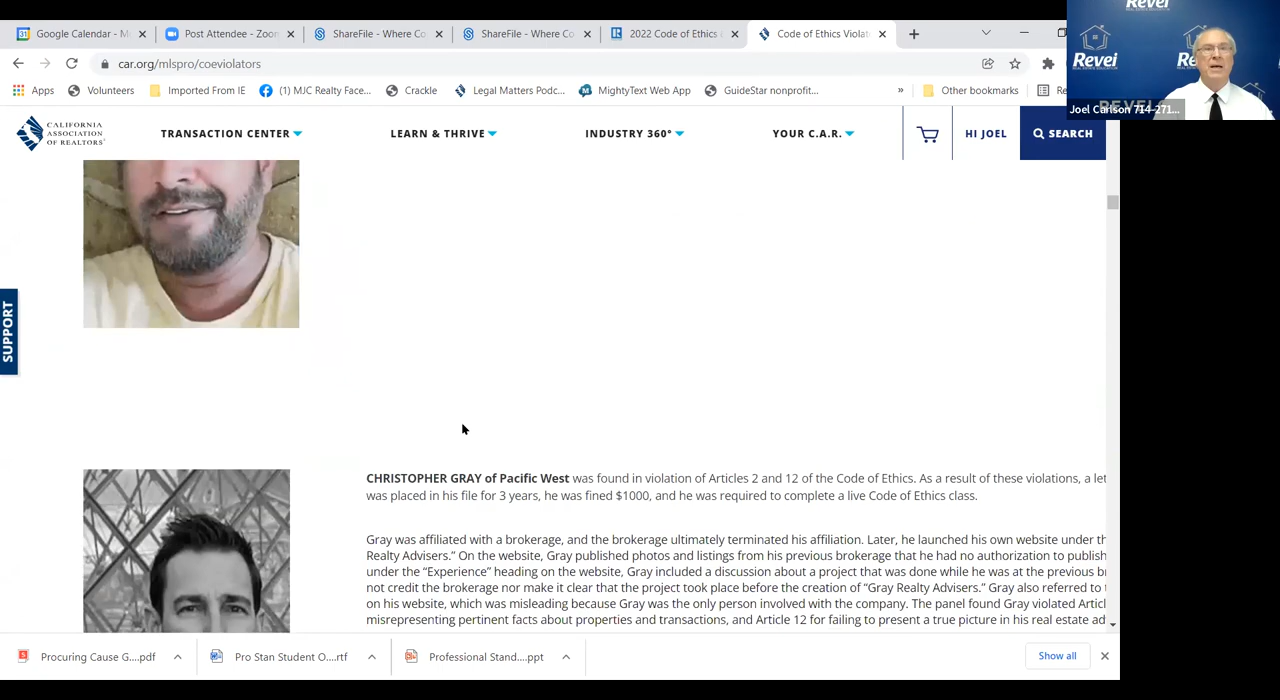 Google Calendar - M
Post Attendee - Zoon
ShareFile - Where Co
ShareFile - Where Co
2022 Code of Ethics
Code of Ethics Violat
car.org/mlspro/coeviolators
Apps
Volunteers
Imported From IE
(1) MJC Realty Face...
Crackle
Legal Matters Podc...
MightyText Web App
GuideStar nonprofit...
»
Other bookmarks
Re
Revei
Revei
REVEI
Joel Carlson 714-271...
CALIFORNIA
ASSOCIATION
OF REALTORS®
TRANSACTION CENTER
LEARN & THRIVE
INDUSTRY 360°
YOUR C.A.R.
HI JOEL
SEARCH
SUPPORT
CHRISTOPHER GRAY of Pacific West was found in violation of Articles 2 and 12 of the Code of Ethics. As a result of these violations, a let
was placed in his file for 3 years, he was fined $1000, and he was required to complete a live Code of Ethics class.
Gray was affiliated with a brokerage, and the brokerage ultimately terminated his affiliation. Later, he launched his own website under th
Realty Advisers.” On the website, Gray published photos and listings from his previous brokerage that he had no authorization to publish
under the “Experience” heading on the website, Gray included a discussion about a project that was done while he was at the previous br
not credit the brokerage nor make it clear that the project took place before the creation of “Gray Realty Advisers.” Gray also referred to
on his website, which was misleading because Gray was the only person involved with the company. The panel found Gray violated Articl
misrepresenting pertinent facts about properties and transactions, and Article 12 for failing to present a true picture in his real estate ad
Procuring Cause G....pdf
Pro Stan Student O....rtf
Professional Stand....ppt
Show all